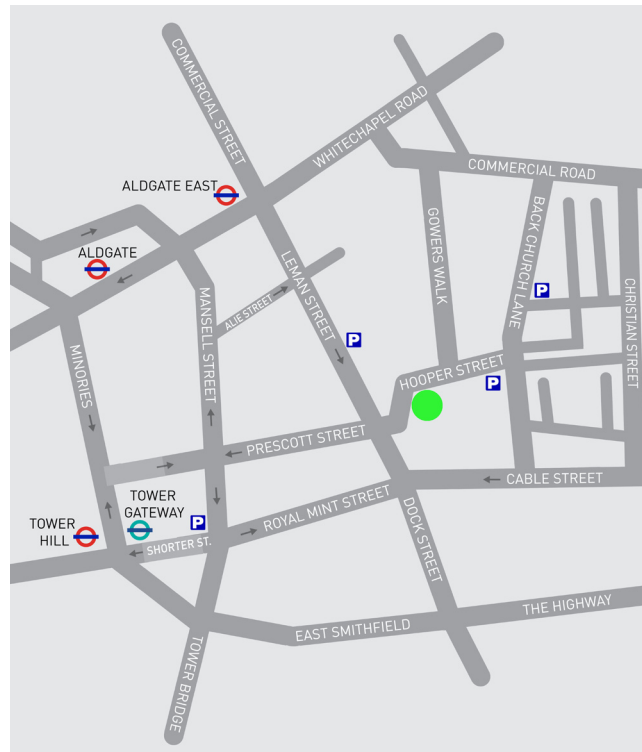 COMMERCIAL STREET
WHITECHAPEL ROAD
COMMERCIAL ROAD
ALDGATE EAST
ALDGATE
GOWERS WALK
BACK CHURCH LANE
LEMAN STREET
CHRISTIAN STREET
MANSELL STREET
ALIE STREET
P
P
MINORIES
HOOPER STREET
P
PRESCOTT STREET
CABLE STREET
TOWER
GATEWAY
ROYAL MINT STREET
P
TOWER
HILL
SHORTER ST.
DOCK STREET
THE HIGHWAY
EAST SMITHFIELD
TOWER BRIDGE